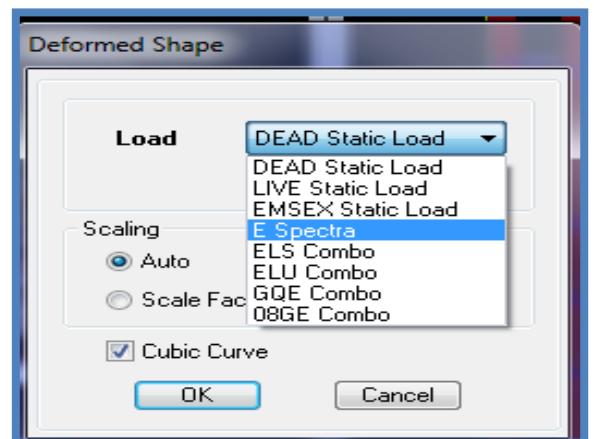 Deformed Shape
Load DEAD Static Load
DEAD Static Load
LIVE Static Load
EMSEX Static Load
Scaling E Spectra
Auto ELS Combo
ELU Combo
Scale Fac GQE Combo
08GE Combo
Cubic Curve
OK Cancel